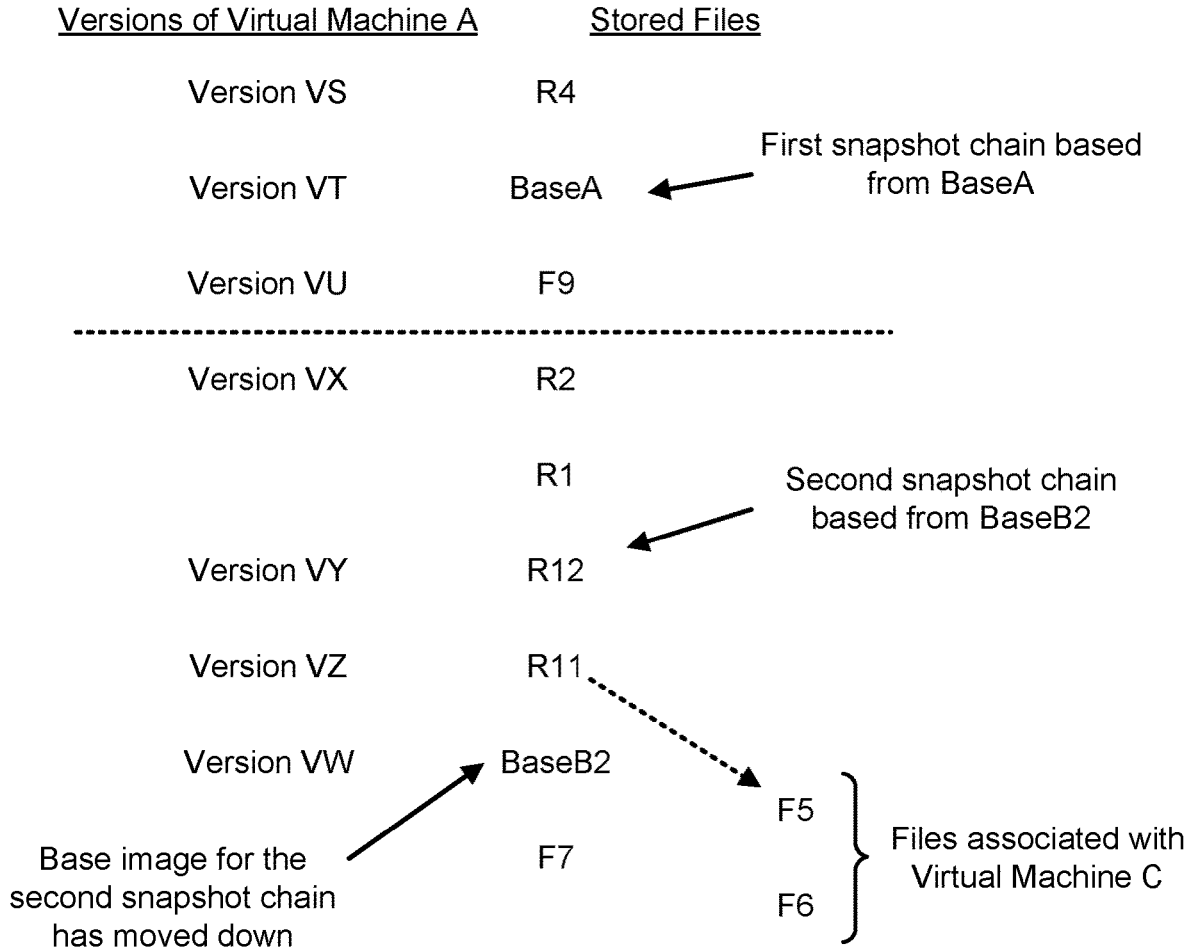 Versions of Virtual Machine A Stored Files
Version VS R4
First snapshot chain based
from BaseA
Version VT BaseA
Version VU F9
Version VX R2
R1
Second snapshot chain
based from BaseB2
Version VY R12
Version VZ R11
Version VW BaseB2
F5
F7
F6
Files associated with
Virtual Machine C
Base image for the
second snapshot chain
has moved down